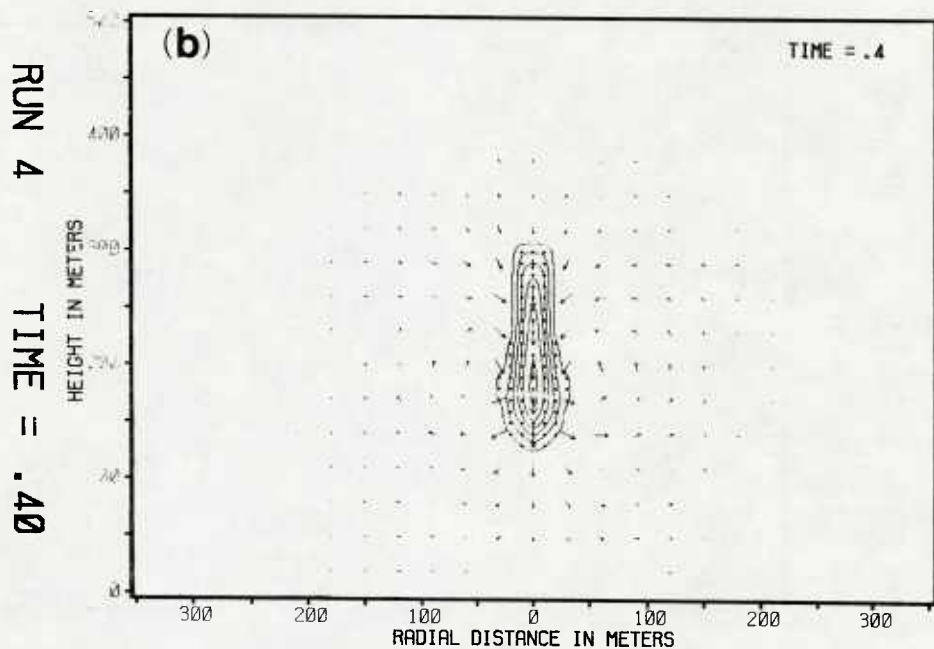 RUN 4 TIME = .40
(b)
TIME = .4
HEIGHT IN METERS
400
0
300
200
100
0
100
200
300
RADIAL DISTANCE IN METERS